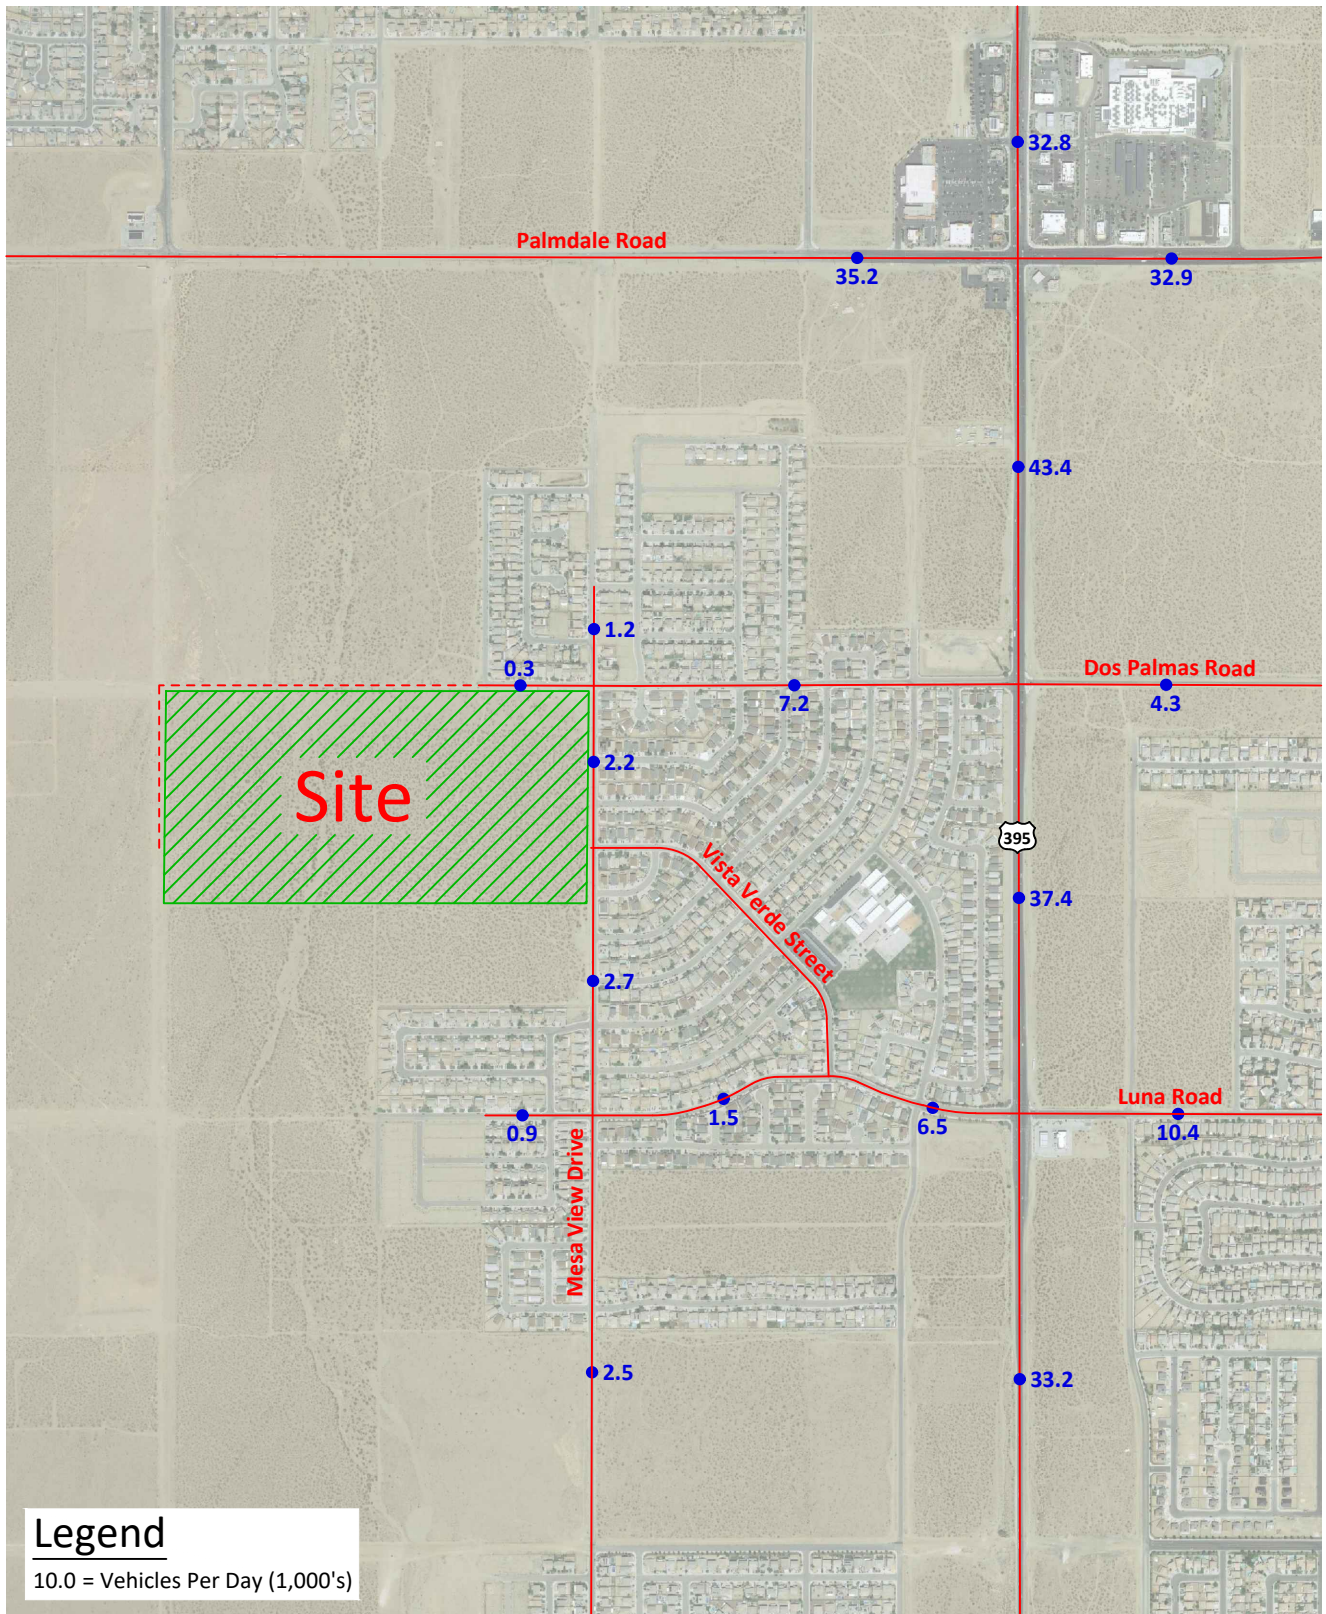 32.8
Palmdale Road
35.2
32.9
43.4
1.2
0.3
Dos Palmas Road
7.2
4.3
2.2
Site
395
Vista Verde Street
37.4
2.7
Luna Road
0.9
1.5
6.5
10.4
Mesa View Drive
2.5
33.2
Legend
10.0 = Vehicles Per Day (1,000's)